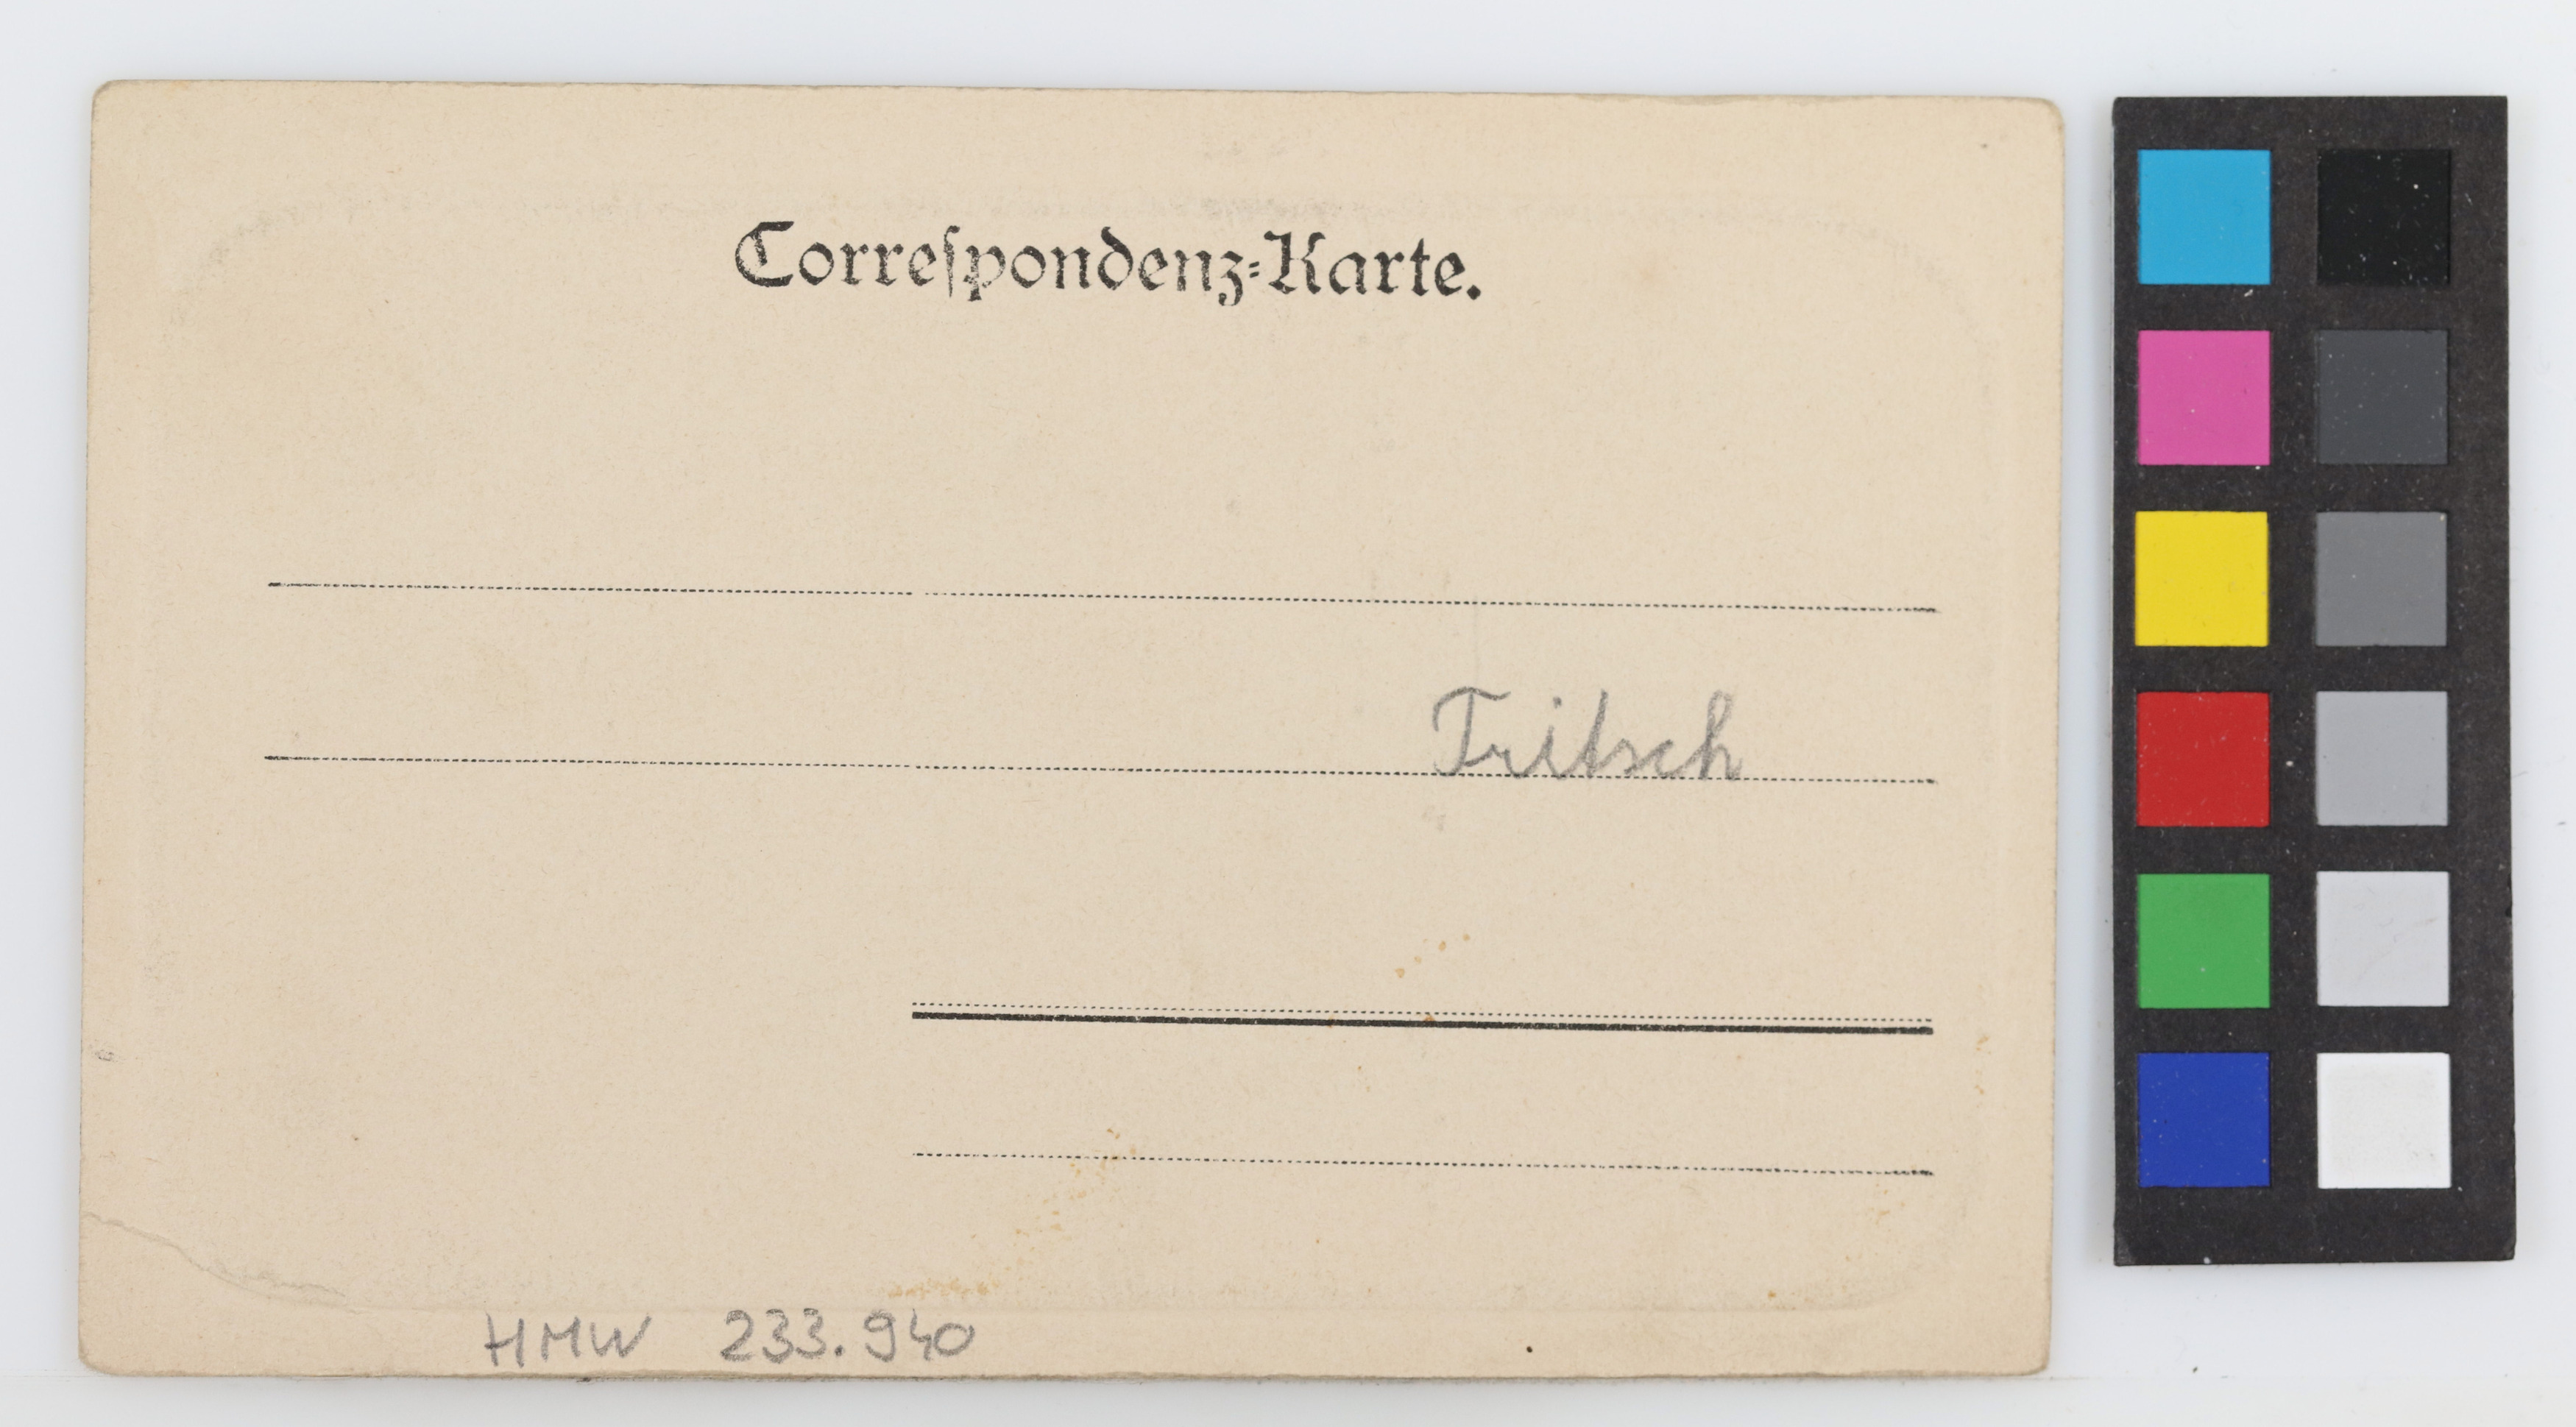 Correſpondenz-Karte.
Fritsch
HMW 233.940